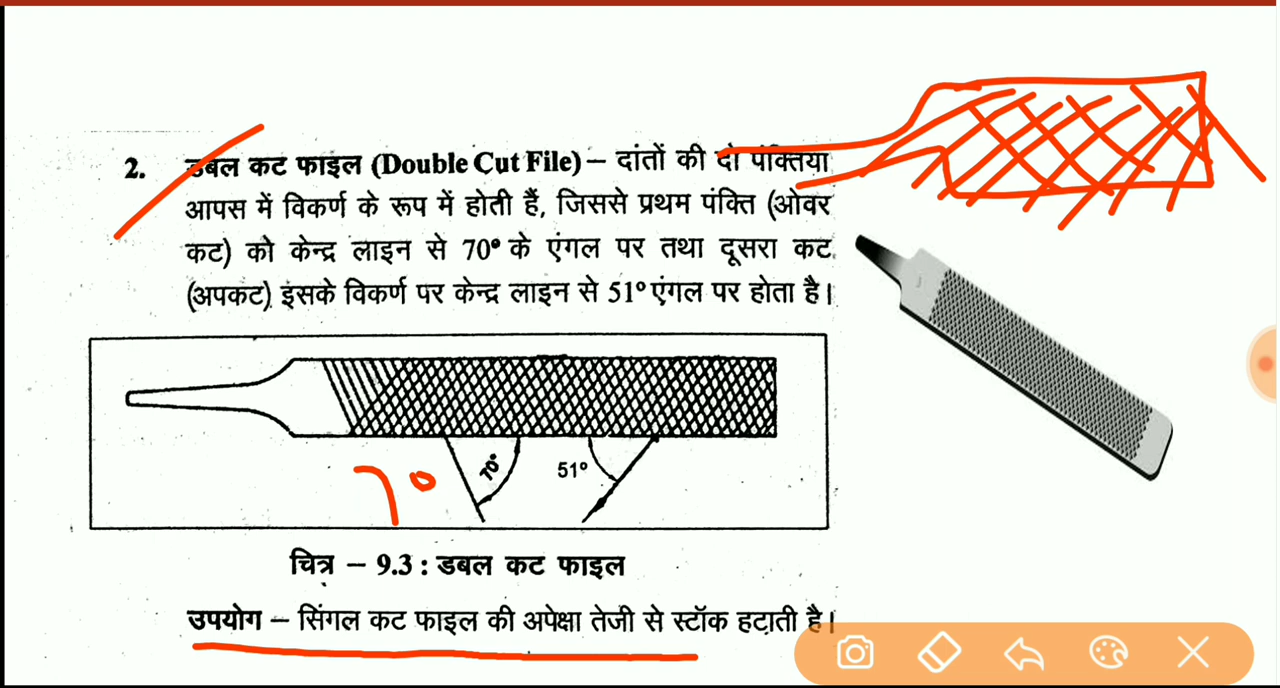 2. डबल कट फाइल (Double Cut File) – दांतों की दो पंक्तिया
आपस में विकर्ण के रूप में होती हैं, जिससे प्रथम पंक्ति (ओवर
कट) को केन्द्र लाइन से 70° के एंगल पर तथा दूसरा कट
(अपकट) इसके विकर्ण पर केन्द्र लाइन से 51° एंगल पर होता है।
70°
51°
70
चित्र – 9.3 : डबल कट फाइल
उपयोग – सिंगल कट फाइल की अपेक्षा तेजी से स्टॉक हटाती है।